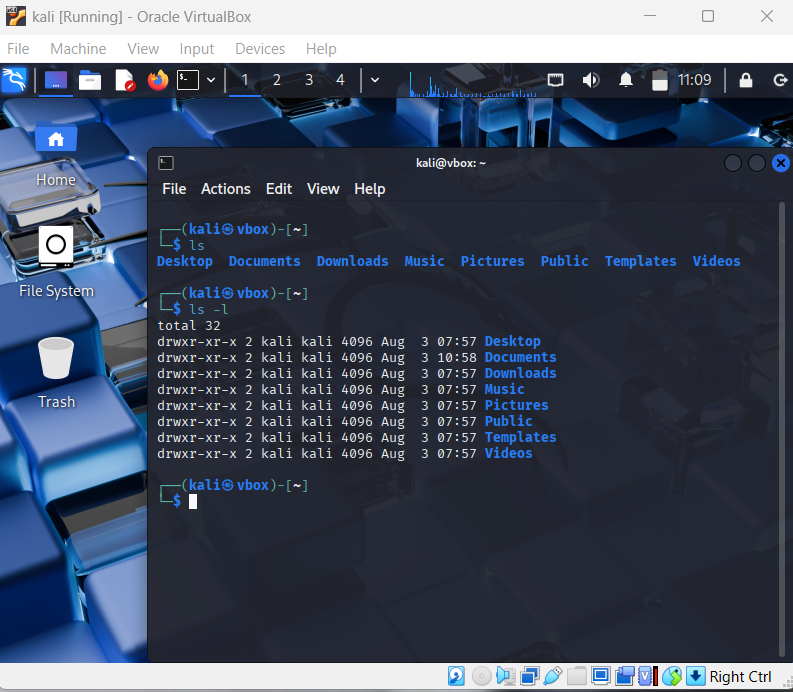 kali [Running] - Oracle VirtualBox
File Machine View Input Devices Help
1 2 3 4 11:09
Home
File System
Trash
kali@vbox: ~
File Actions Edit View Help
┌──(kali㉿vbox)-[~]
└─$ ls
Desktop Documents Downloads Music Pictures Public Templates Videos
┌──(kali㉿vbox)-[~]
└─$ ls -l
total 32
drwxr-xr-x 2 kali kali 4096 Aug  3 07:57 Desktop
drwxr-xr-x 2 kali kali 4096 Aug  3 10:58 Documents
drwxr-xr-x 2 kali kali 4096 Aug  3 07:57 Downloads
drwxr-xr-x 2 kali kali 4096 Aug  3 07:57 Music
drwxr-xr-x 2 kali kali 4096 Aug  3 07:57 Pictures
drwxr-xr-x 2 kali kali 4096 Aug  3 07:57 Public
drwxr-xr-x 2 kali kali 4096 Aug  3 07:57 Templates
drwxr-xr-x 2 kali kali 4096 Aug  3 07:57 Videos
┌──(kali㉿vbox)-[~]
└─$
Right Ctrl